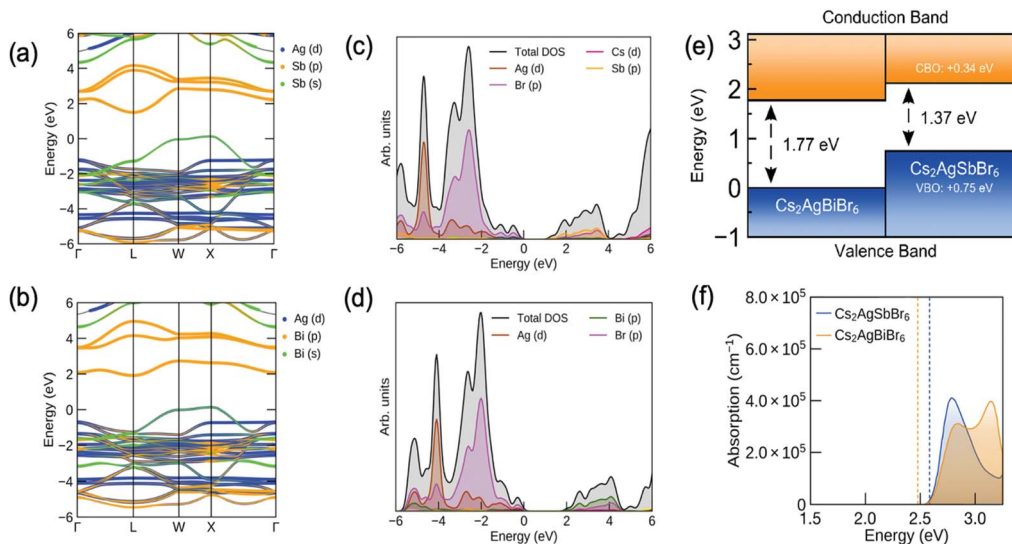 (a)
Energy (eV)
6
4
2
0
−2
−4
−6
Γ L W X Γ
Ag (d)
Sb (p)
Sb (s)
(b)
Energy (eV)
6
4
2
0
−2
−4
−6
Γ L W X Γ
Ag (d)
Bi (p)
Bi (s)
(c)
Arb. units
Total DOS
Ag (d)
Br (p)
Cs (d)
Sb (p)
−6 −4 −2 0 2 4 6
Energy (eV)
(d)
Arb. units
Total DOS
Ag (d)
Bi (p)
Br (p)
−6 −4 −2 0 2 4 6
Energy (eV)
(e)
Conduction Band
Energy (eV)
3
2
1
0
−1
CBO: +0.34 eV
1.77 eV
1.37 eV
Cs₂AgBiBr₆
Cs₂AgSbBr₆
VBO: +0.75 eV
Valence Band
(f)
Absorption (cm⁻¹)
8.0 × 10⁵
6.0 × 10⁵
4.0 × 10⁵
2.0 × 10⁵
0
Cs₂AgSbBr₆
Cs₂AgBiBr₆
1.5 2.0 2.5 3.0
Energy (eV)